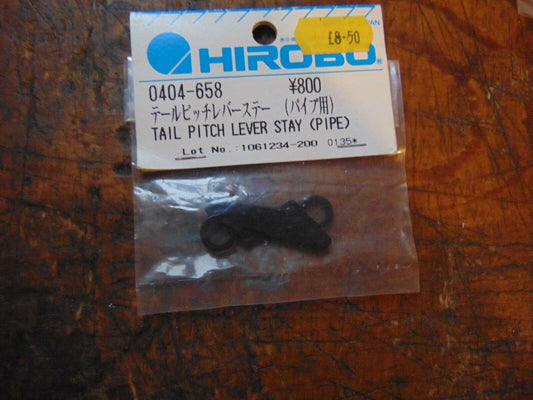 JAPAN
£8.50
HIROBO®
0404-658 ¥800
テールピッチレバーステー (パイプ用)
TAIL PITCH LEVER STAY (PIPE)
Lot No.:1061234-200 0135*